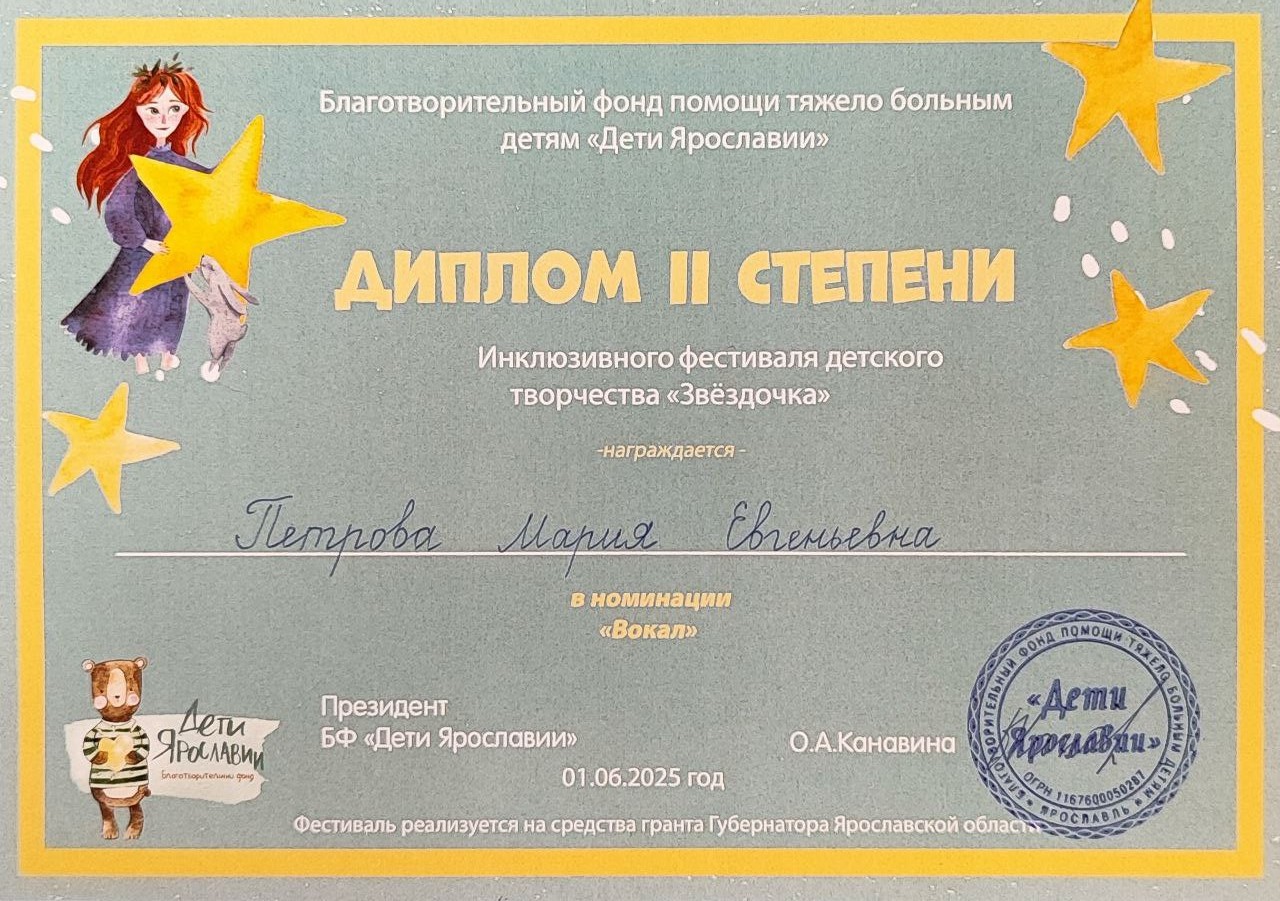 Благотворительный фонд помощи тяжело больным
детям «Дети Ярославии»
ДИПЛОМ II СТЕПЕНИ
Инклюзивного фестиваля детского
творчества «Звёздочка»
-награждается -
Петрова Мария Евгеньевна
в номинации
«Вокал»
Президент
БФ «Дети Ярославии»
О.А.Канавина
01.06.2025 год
Фестиваль реализуется на средства гранта Губернатора Ярославской области
Дети
Ярославии
Благотворительный фонд
БЛАГОТВОРИТЕЛЬНЫЙ ФОНД ПОМОЩИ ТЯЖЕЛО БОЛЬНЫМ ДЕТЯМ
«Дети
Ярославии»
ОГРН 1167600050287
ЯРОСЛАВЛЬ